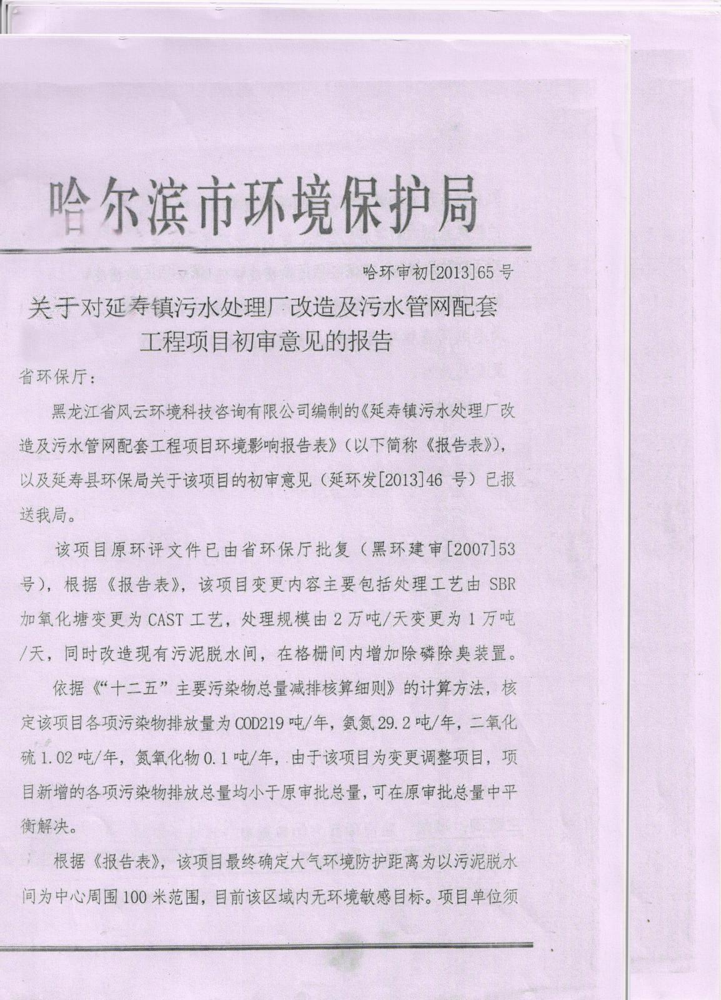 哈尔滨市环境保护局
哈环审初[2013]65 号
关于对延寿镇污水处理厂改造及污水管网配套
工程项目初审意见的报告
省环保厅：
黑龙江省风云环境科技咨询有限公司编制的《延寿镇污水处理厂改
造及污水管网配套工程项目环境影响报告表》（以下简称《报告表》），
以及延寿县环保局关于该项目的初审意见（延环发[2013]46 号）已报
送我局。
该项目原环评文件已由省环保厅批复（黑环建审[2007]53
号），根据《报告表》，该项目变更内容主要包括处理工艺由 SBR
加氧化塘变更为 CAST 工艺，处理规模由 2 万吨/天变更为 1 万吨
/天，同时改造现有污泥脱水间，在格栅间内增加除磷除臭装置。
依据《“十二五”主要污染物总量减排核算细则》的计算方法，核
定该项目各项污染物排放量为 COD219 吨/年，氨氮 29.2 吨/年，二氧化
硫 1.02 吨/年，氮氧化物 0.1 吨/年，由于该项目为变更调整项目，项
目新增的各项污染物排放总量均小于原审批总量，可在原审批总量中平
衡解决。
根据《报告表》，该项目最终确定大气环境防护距离为以污泥脱水
间为中心周围 100 米范围，目前该区域内无环境敏感目标。项目单位须